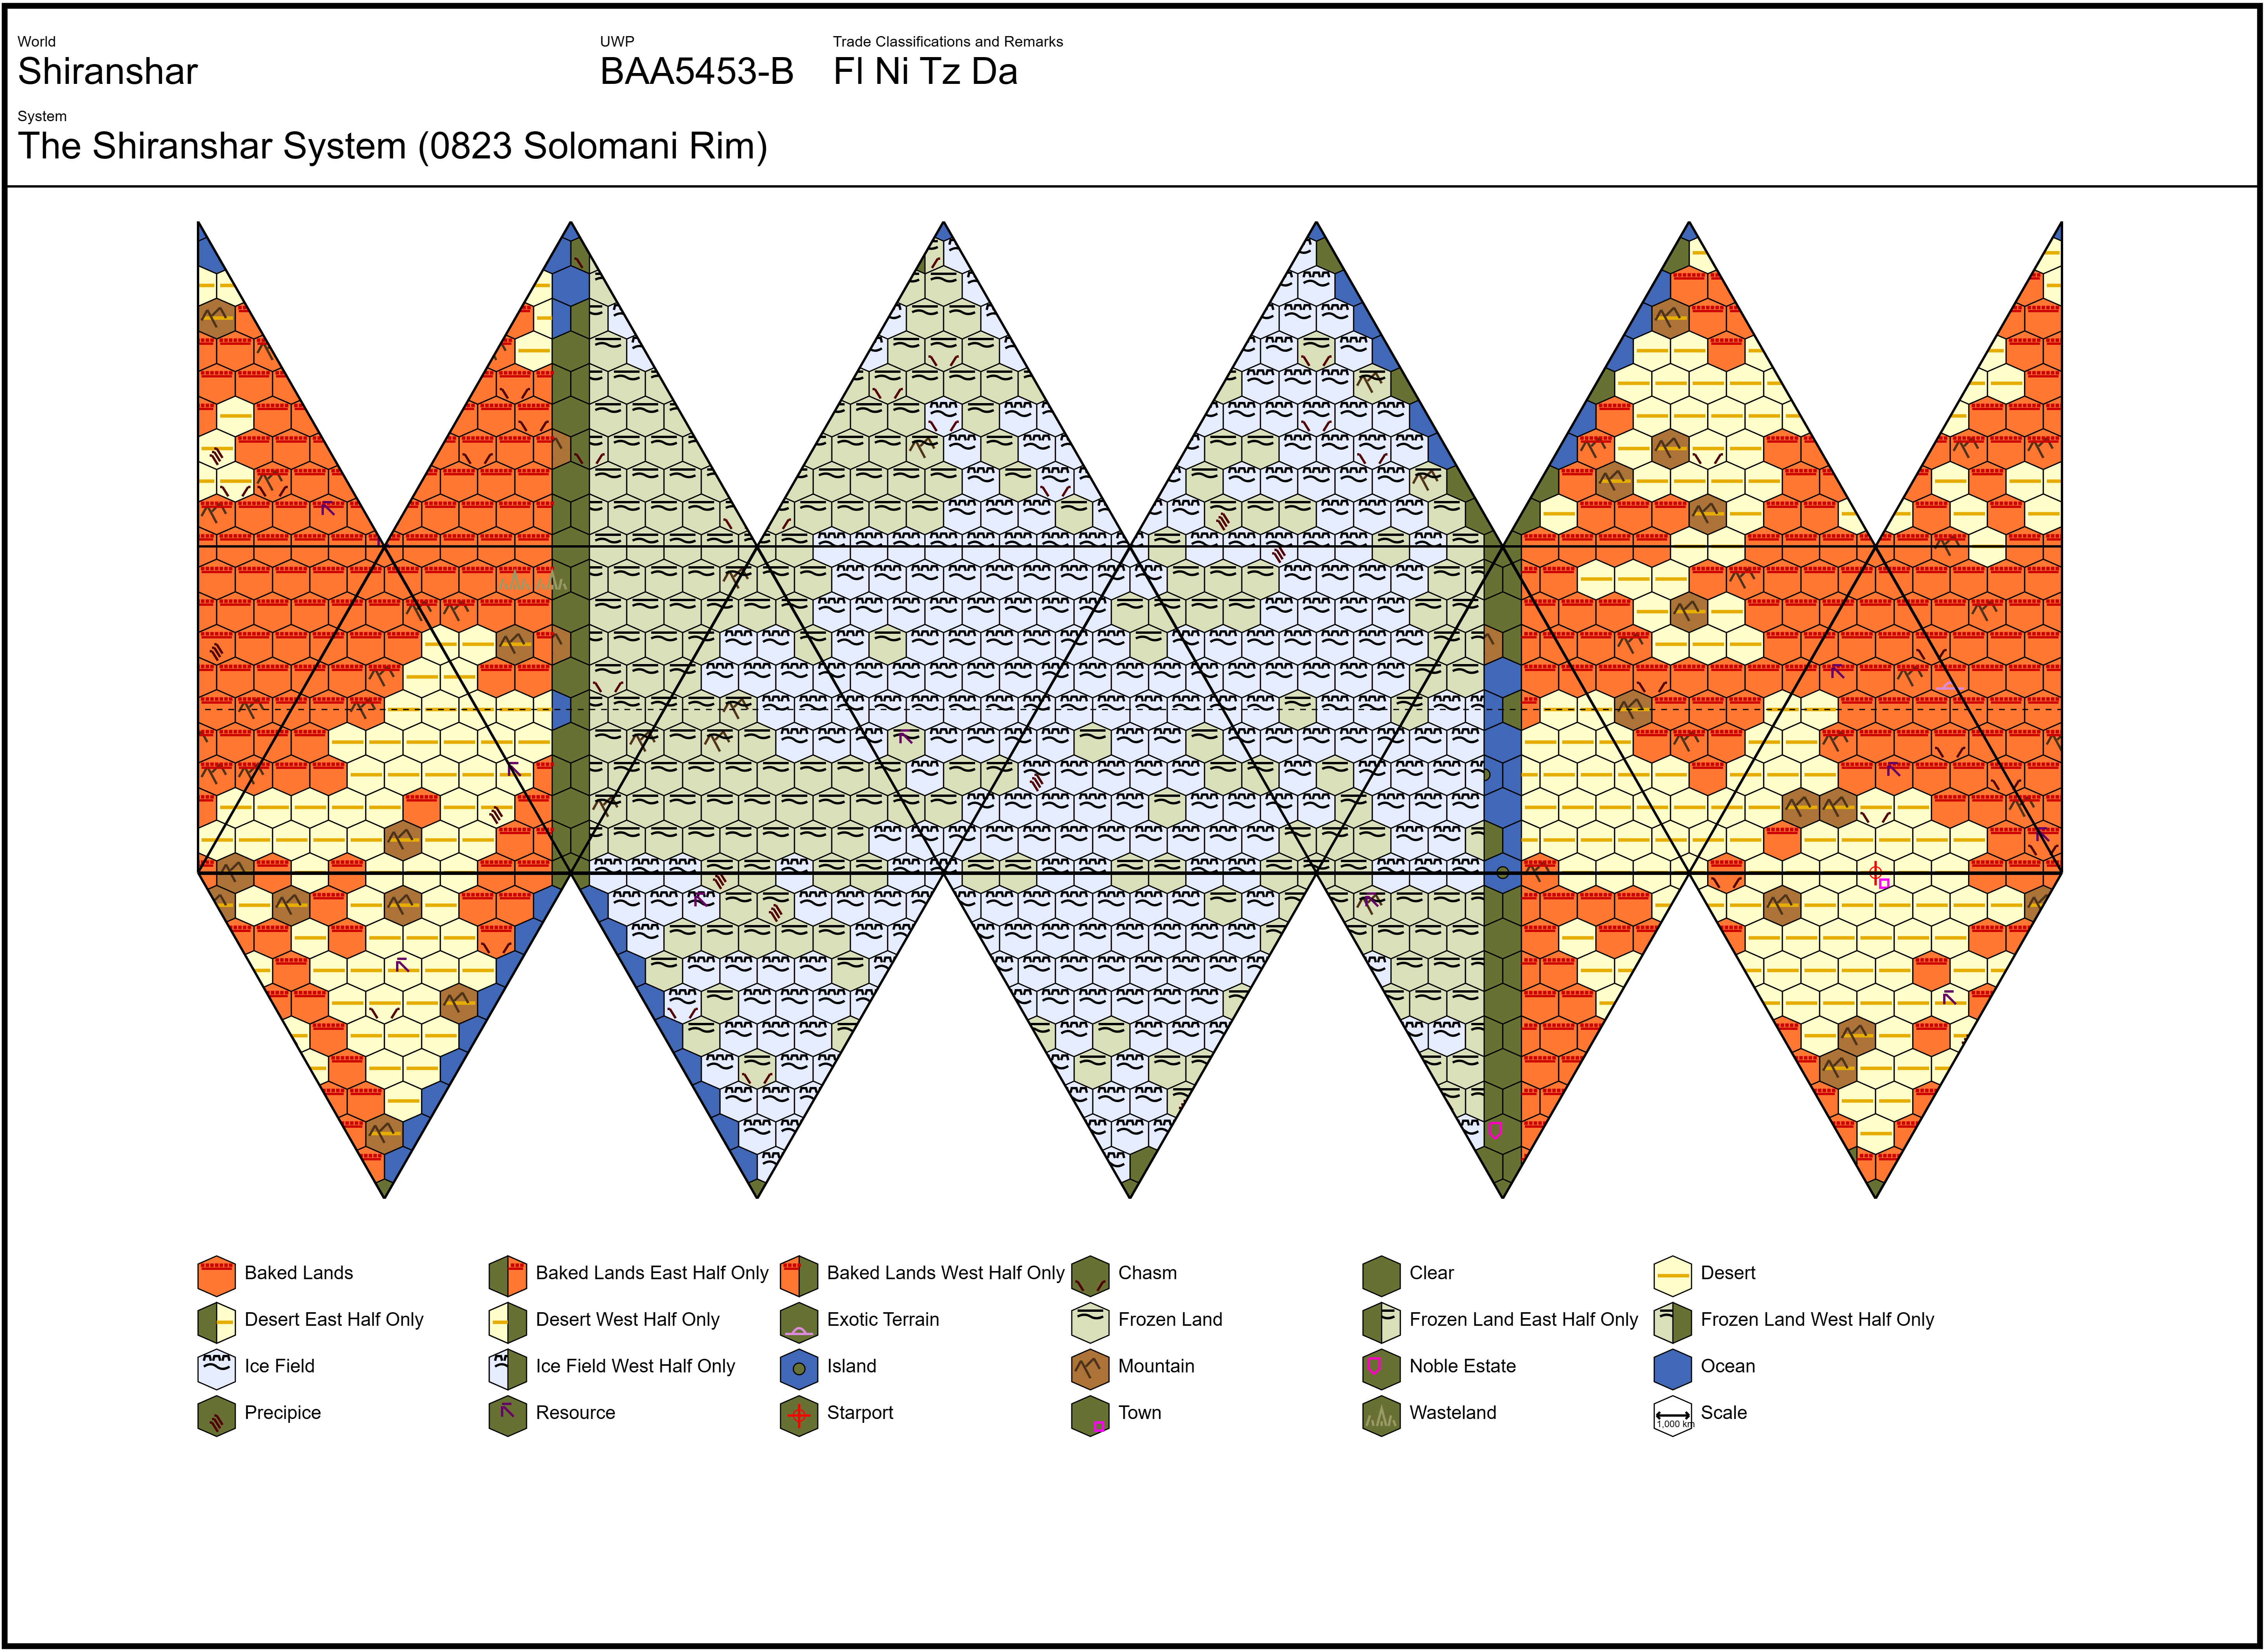 World UWP Trade Classifications and Remarks
Shiranshar BAA5453-B Fl Ni Tz Da
System
The Shiranshar System (0823 Solomani Rim)
Baked Lands Baked Lands East Half Only Baked Lands West Half Only Chasm Clear Desert
Desert East Half Only Desert West Half Only Exotic Terrain Frozen Land Frozen Land East Half Only Frozen Land West Half Only
Ice Field Ice Field West Half Only Island Mountain Noble Estate Ocean
Precipice Resource Starport Town Wasteland 1,000 km Scale